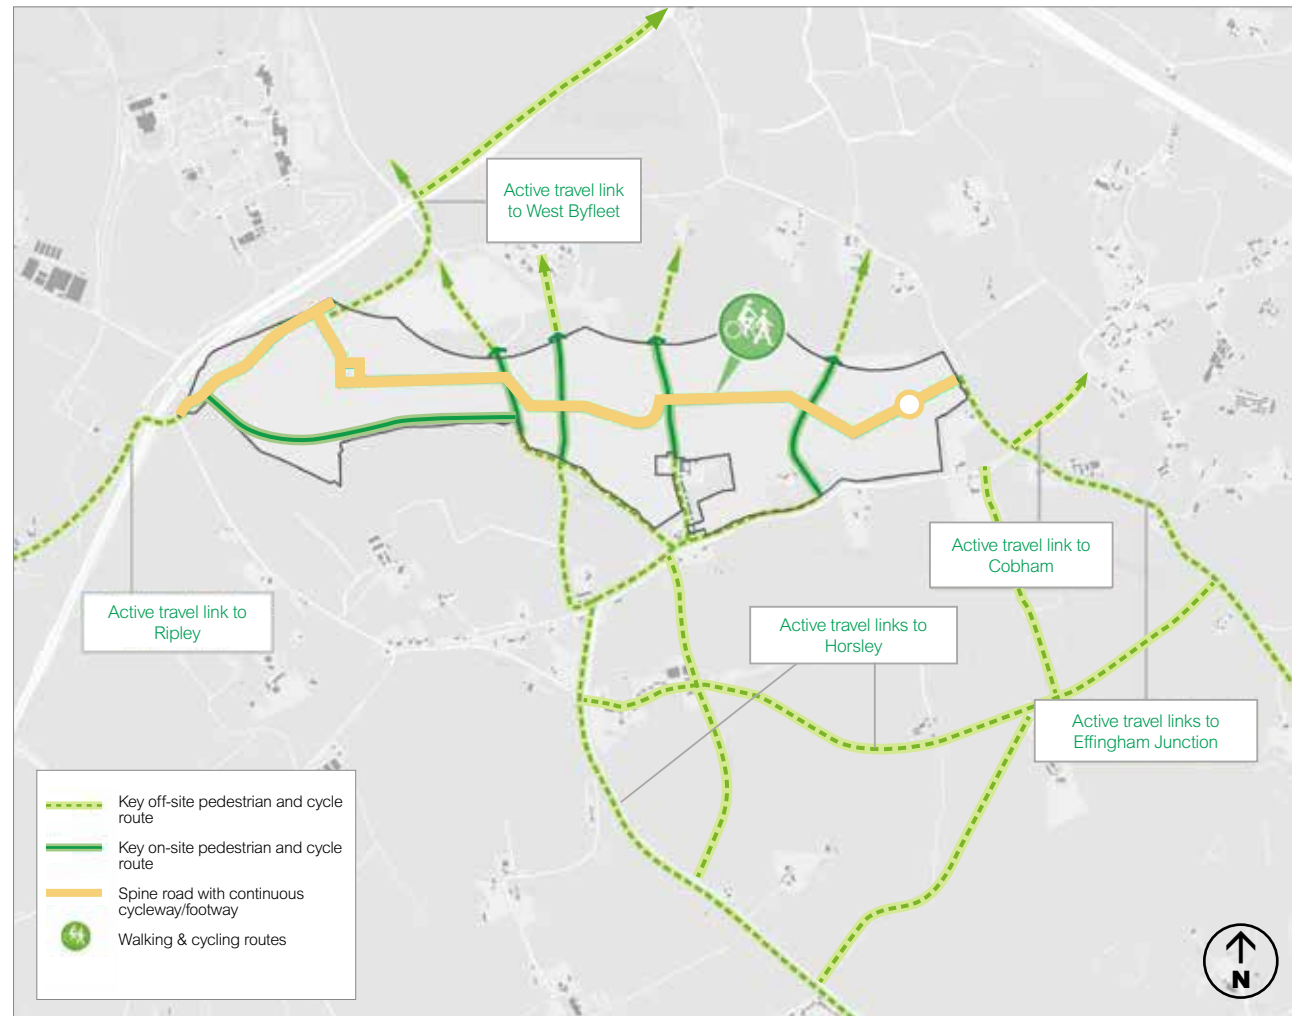 Active travel link
to West Byfleet
Active travel link to
Cobham
Active travel link to
Ripley
Active travel links to
Horsley
Active travel links to
Effingham Junction
Key off-site pedestrian and cycle
route
Key on-site pedestrian and cycle
route
Spine road with continuous
cycleway/footway
Walking & cycling routes
N